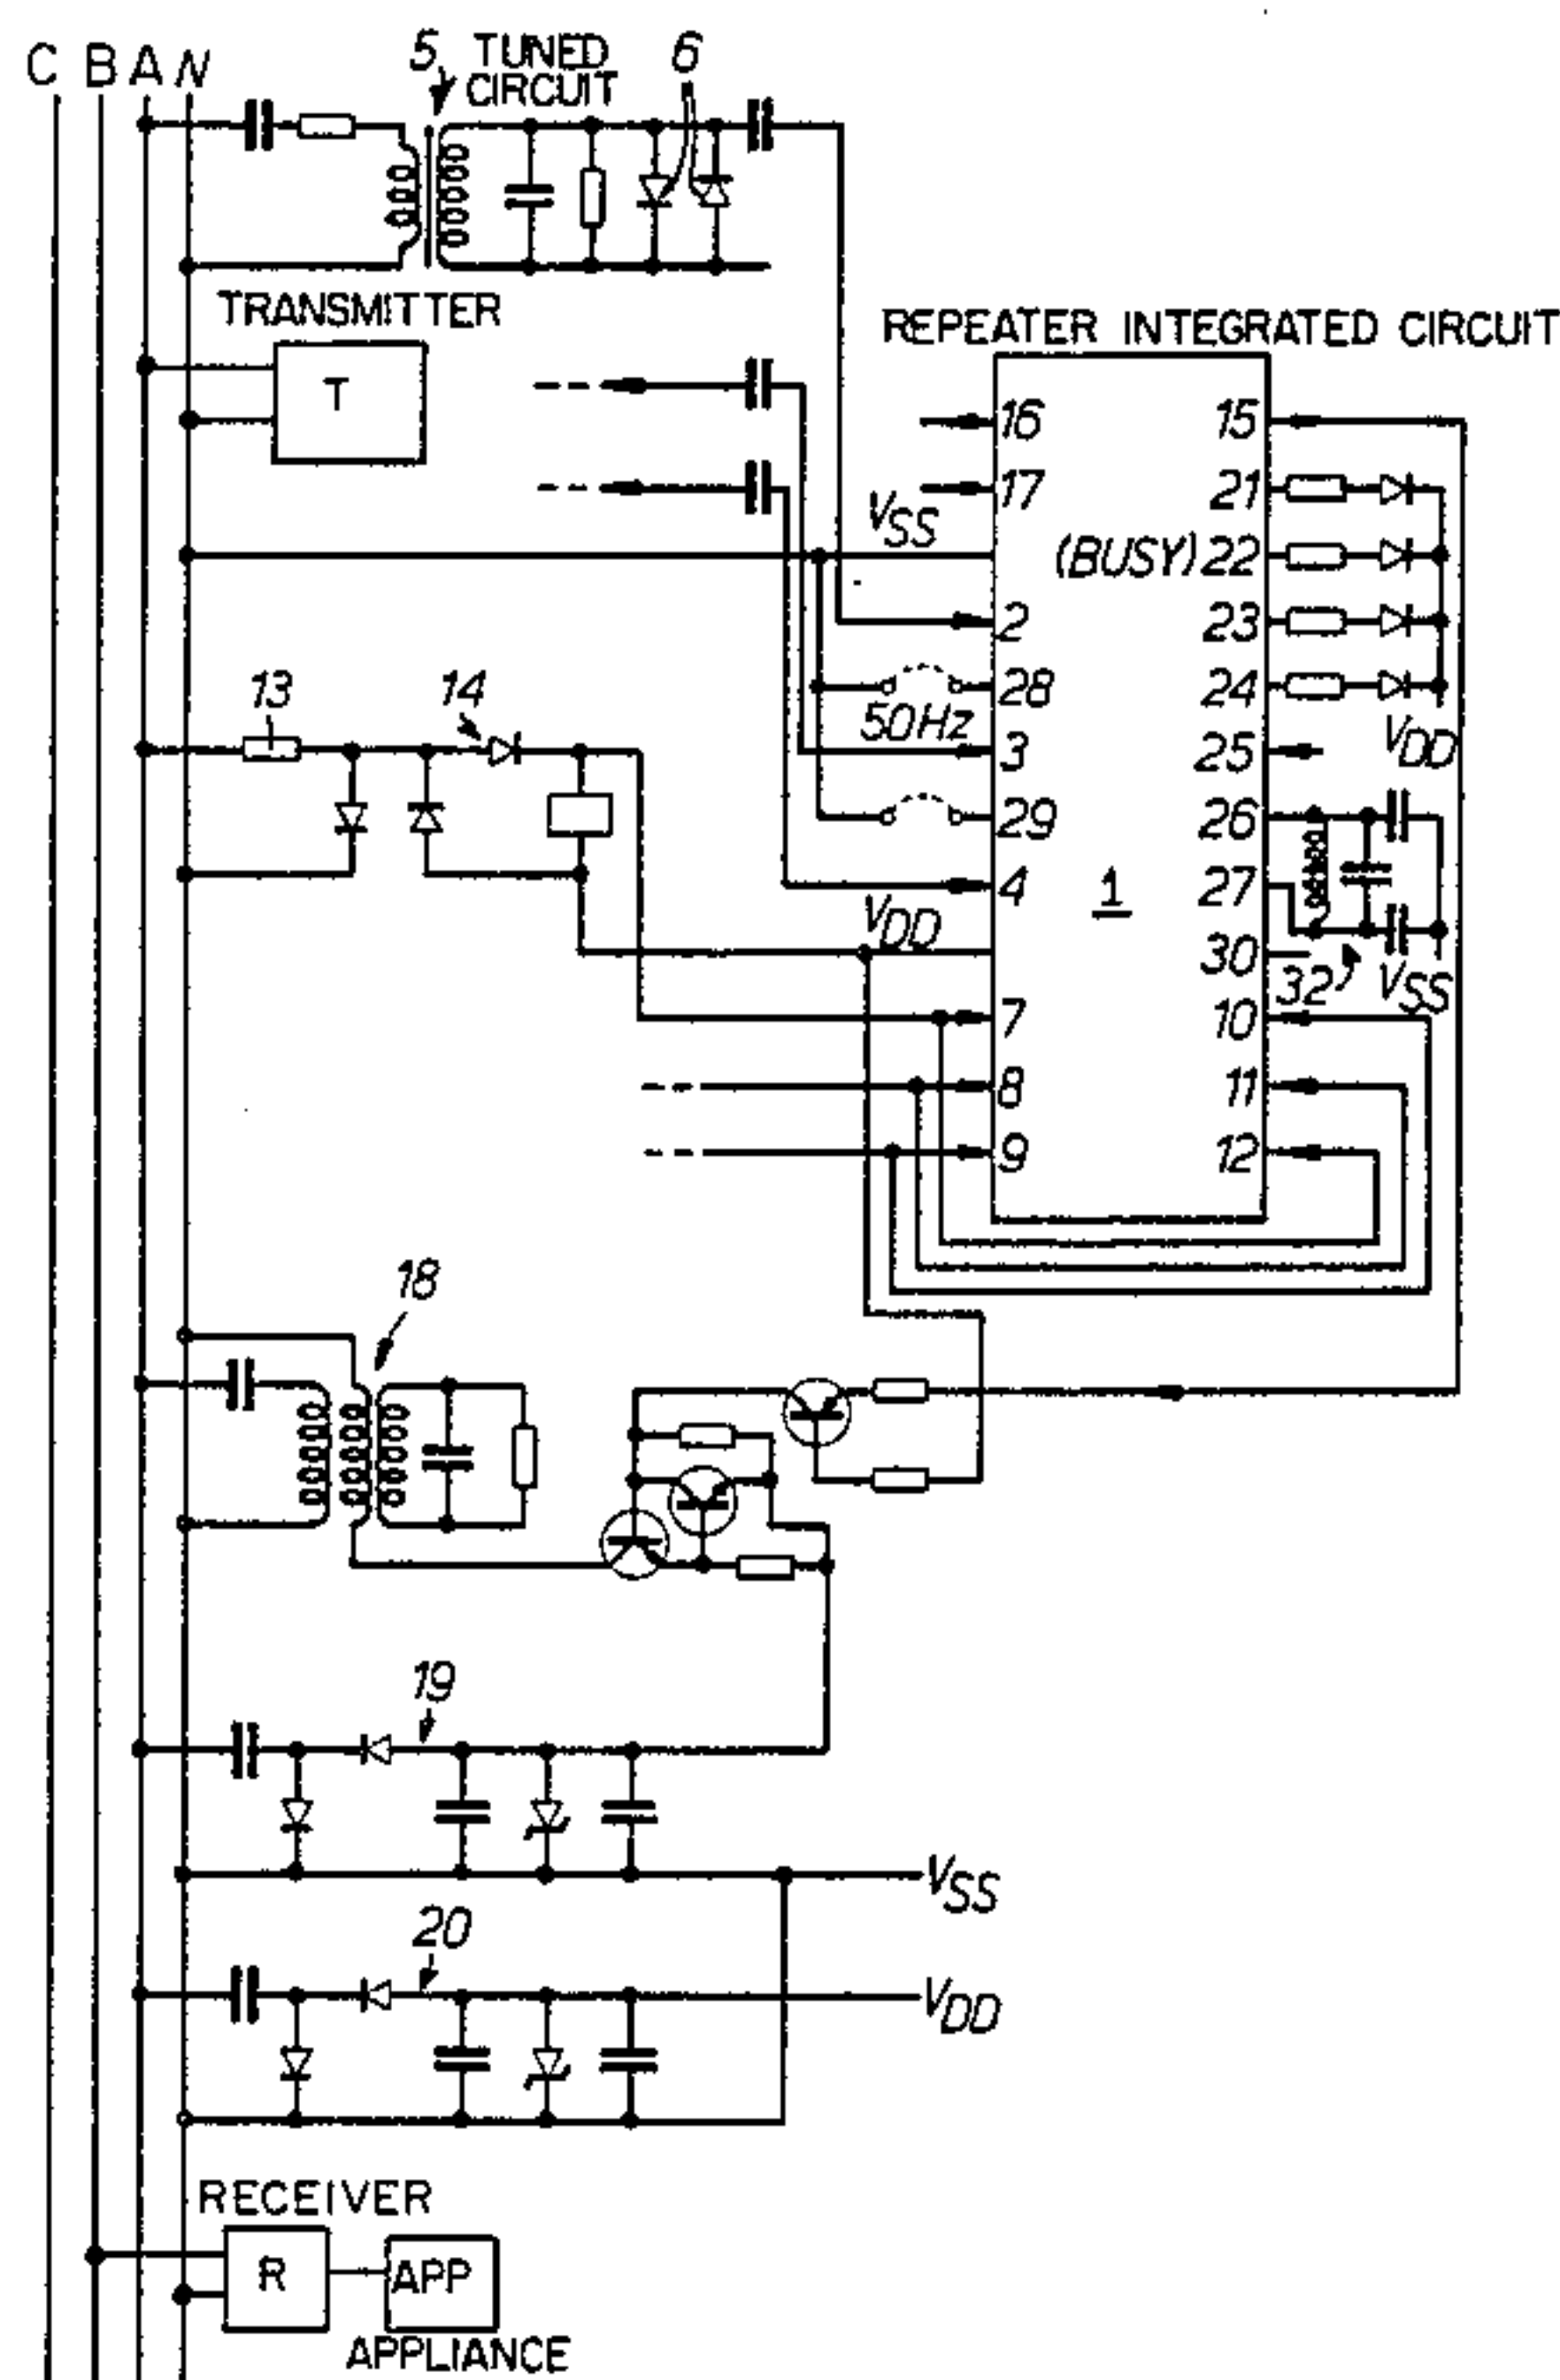 C B A N
5 TUNED CIRCUIT 6
TRANSMITTER
T
REPEATER INTEGRATED CIRCUIT
16 15
17 21
VSS
(BUSY) 22
2 23
13 14
28 24
50Hz
VDD
3 25
29 26
4 27
1
VDD
30
32 VSS
7 10
8 11
9 12
18
19
VSS
20
VDD
RECEIVER
R APP
APPLIANCE